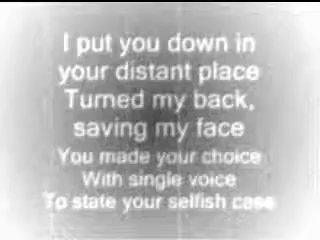 I put you down in
your distant place
Turned my back,
saving my face
You made your choice
With single voice
To state your selfish case